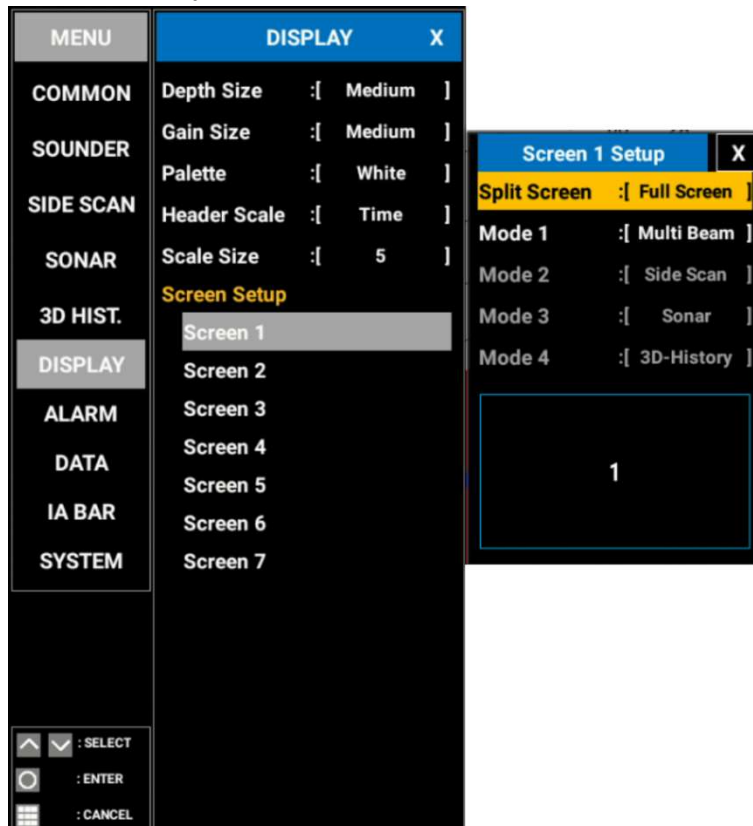 MENU
COMMON
SOUNDER
SIDE SCAN
SONAR
3D HIST.
DISPLAY
ALARM
DATA
IA BAR
SYSTEM
: SELECT
: ENTER
: CANCEL
DISPLAY X
Depth Size :[ Medium ]
Gain Size :[ Medium ]
Palette :[ White ]
Header Scale :[ Time ]
Scale Size :[ 5 ]
Screen Setup
Screen 1
Screen 2
Screen 3
Screen 4
Screen 5
Screen 6
Screen 7
Screen 1 Setup X
Split Screen :[ Full Screen ]
Mode 1 :[ Multi Beam ]
Mode 2 :[ Side Scan ]
Mode 3 :[ Sonar ]
Mode 4 :[ 3D-History ]
1